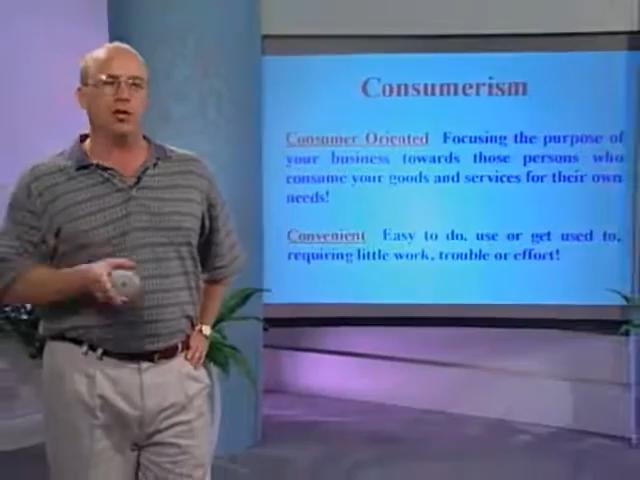 Consumerism
Consumer Oriented Focusing the purpose of
your business towards those persons who
consume your goods and services for their own
needs!
Convenient Easy to do, use or get used to,
requiring little work, trouble or effort!